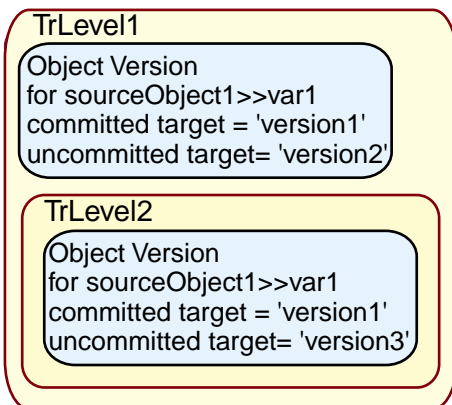 TrLevel1
Object Version
for sourceObject1>>var1
committed target = 'version1'
uncommitted target= 'version2'
TrLevel2
Object Version
for sourceObject1>>var1
committed target = 'version1'
uncommitted target= 'version3'